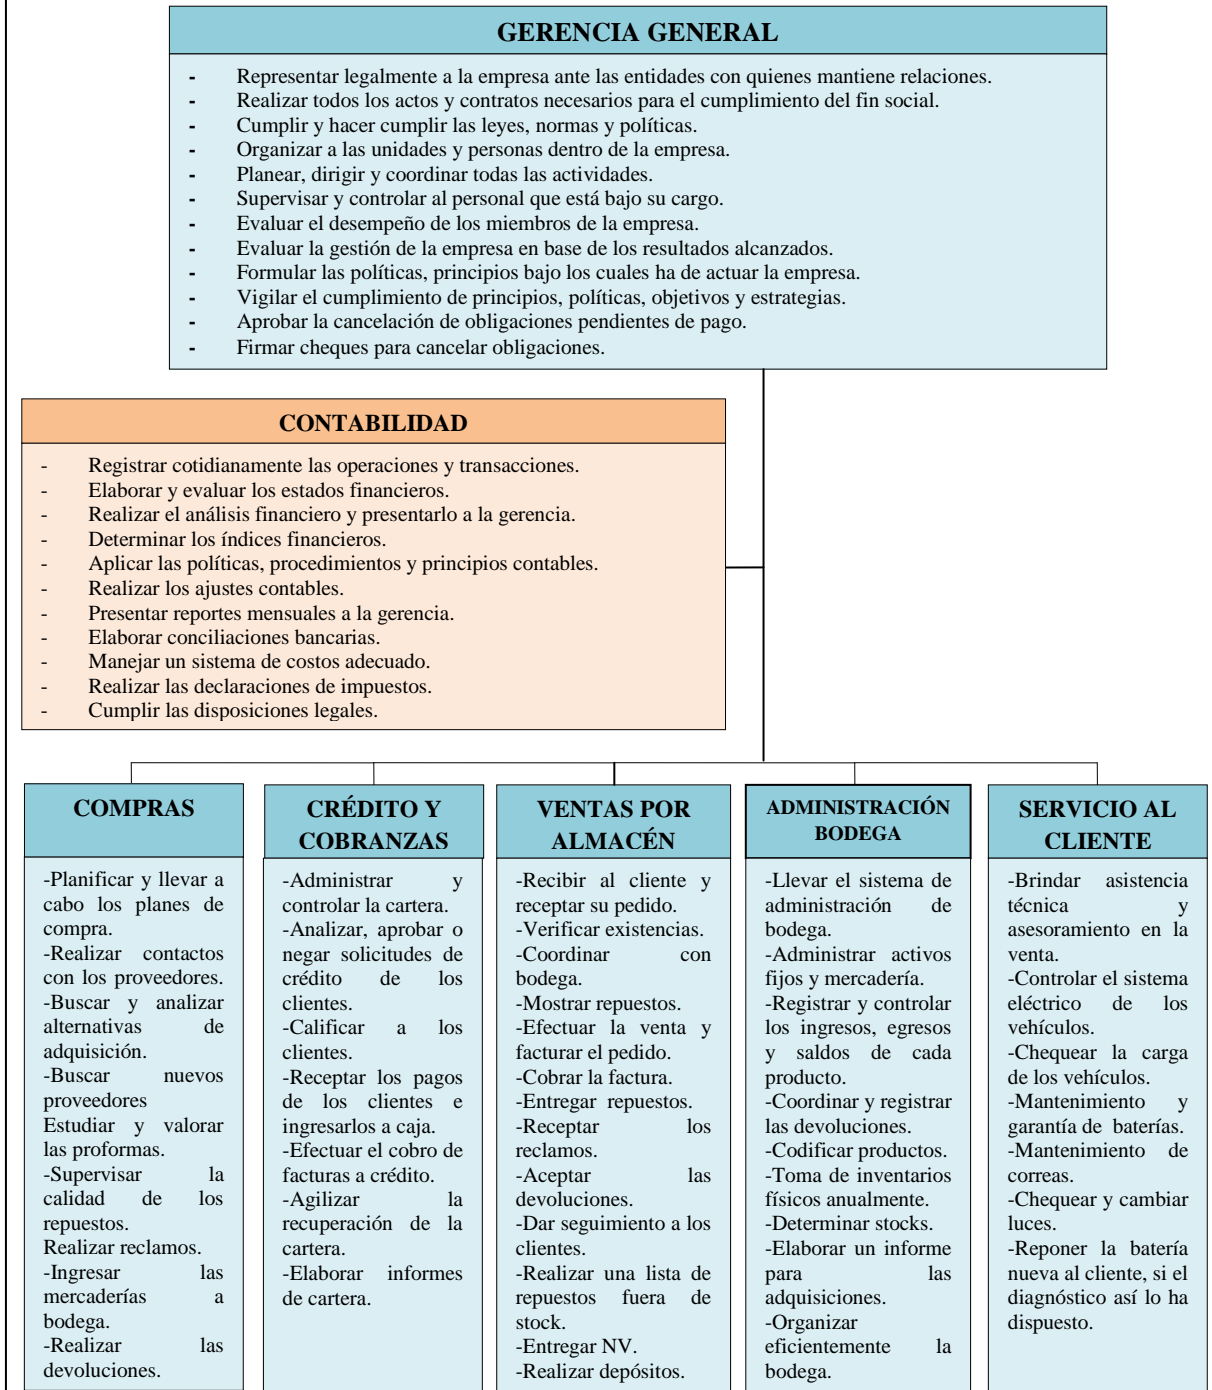 GERENCIA GENERAL
- Representar legalmente a la empresa ante las entidades con quienes mantiene relaciones.
- Realizar todos los actos y contratos necesarios para el cumplimiento del fin social.
- Cumplir y hacer cumplir las leyes, normas y políticas.
- Organizar a las unidades y personas dentro de la empresa.
- Planear, dirigir y coordinar todas las actividades.
- Supervisar y controlar al personal que está bajo su cargo.
- Evaluar el desempeño de los miembros de la empresa.
- Evaluar la gestión de la empresa en base de los resultados alcanzados.
- Formular las políticas, principios bajo los cuales ha de actuar la empresa.
- Vigilar el cumplimiento de principios, políticas, objetivos y estrategias.
- Aprobar la cancelación de obligaciones pendientes de pago.
- Firmar cheques para cancelar obligaciones.
CONTABILIDAD
- Registrar cotidianamente las operaciones y transacciones.
- Elaborar y evaluar los estados financieros.
- Realizar el análisis financiero y presentarlo a la gerencia.
- Determinar los índices financieros.
- Aplicar las políticas, procedimientos y principios contables.
- Realizar los ajustes contables.
- Presentar reportes mensuales a la gerencia.
- Elaborar conciliaciones bancarias.
- Manejar un sistema de costos adecuado.
- Realizar las declaraciones de impuestos.
- Cumplir las disposiciones legales.
COMPRAS
-Planificar y llevar a
cabo los planes de
compra.
-Realizar contactos
con los proveedores.
-Buscar y analizar
alternativas de
adquisición.
-Buscar nuevos
proveedores
Estudiar y valorar
las proformas.
-Supervisar la
calidad de los
repuestos.
Realizar reclamos.
-Ingresar las
mercaderías a
bodega.
-Realizar las
devoluciones.
CRÉDITO Y
COBRANZAS
-Administrar y
controlar la cartera.
-Analizar, aprobar o
negar solicitudes de
crédito de los
clientes.
-Calificar a los
clientes.
-Receptar los pagos
de los clientes e
ingresarlos a caja.
-Efectuar el cobro de
facturas a crédito.
-Agilizar la
recuperación de la
cartera.
-Elaborar informes
de cartera.
VENTAS POR
ALMACÉN
-Recibir al cliente y
receptar su pedido.
-Verificar existencias.
-Coordinar con
bodega.
-Mostrar repuestos.
-Efectuar la venta y
facturar el pedido.
-Cobrar la factura.
-Entregar repuestos.
-Receptar los
reclamos.
-Aceptar las
devoluciones.
-Dar seguimiento a los
clientes.
-Realizar una lista de
repuestos fuera de
stock.
-Entregar NV.
-Realizar depósitos.
ADMINISTRACIÓN
BODEGA
-Llevar el sistema de
administración de
bodega.
-Administrar activos
fijos y mercadería.
-Registrar y controlar
los ingresos, egresos
y saldos de cada
producto.
-Coordinar y registrar
las devoluciones.
-Codificar productos.
-Toma de inventarios
físicos anualmente.
-Determinar stocks.
-Elaborar un informe
para las
adquisiciones.
-Organizar
eficientemente la
bodega.
SERVICIO AL
CLIENTE
-Brindar asistencia
técnica y
asesoramiento en la
venta.
-Controlar el sistema
eléctrico de los
vehículos.
-Chequear la carga
de los vehículos.
-Mantenimiento y
garantía de baterías.
-Mantenimiento de
correas.
-Chequear y cambiar
luces.
-Reponer la batería
nueva al cliente, si el
diagnóstico así lo ha
dispuesto.